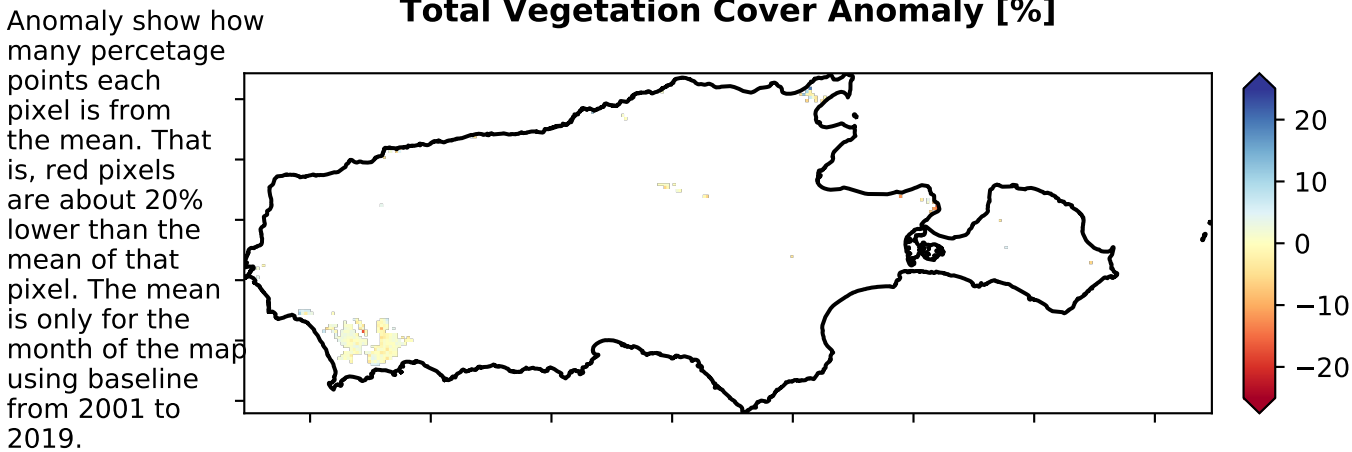 Total Vegetation Cover Anomaly [%]
Anomaly show how
many percetage
points each
pixel is from
the mean. That
is, red pixels
are about 20%
lower than the
mean of that
pixel. The mean
is only for the
month of the map
using baseline
from 2001 to
2019.
20
10
0
−10
−20